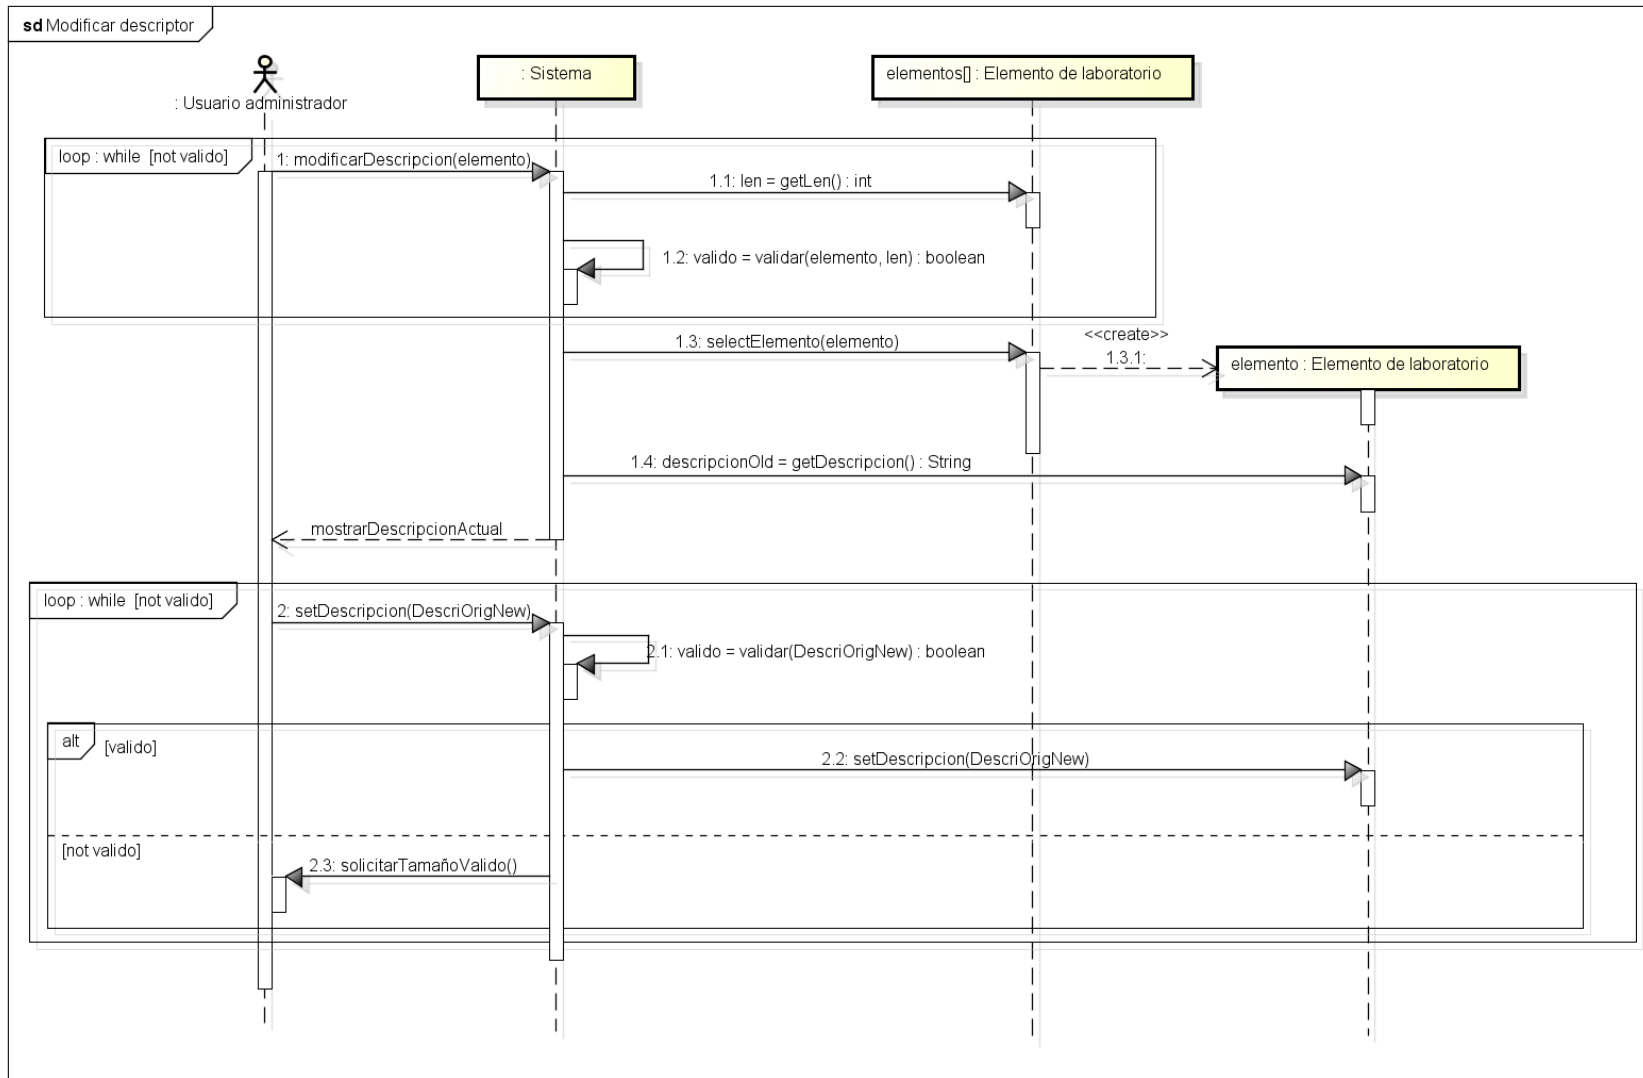 sd Modificar descriptor
: Usuario administrador
: Sistema
elementos[] : Elemento de laboratorio
loop : while [not valido]
1: modificarDescripcion(elemento)
1.1: len = getLen() : int
1.2: valido = validar(elemento, len) : boolean
1.3: selectElemento(elemento)
<<create>>
1.3.1:
elemento : Elemento de laboratorio
1.4: descripcionOld = getDescripcion() : String
mostrarDescripcionActual
loop : while [not valido]
2: setDescripcion(DescriOrigNew)
2.1: valido = validar(DescriOrigNew) : boolean
alt [valido]
2.2: setDescripcion(DescriOrigNew)
[not valido]
2.3: solicitarTamañoValido()